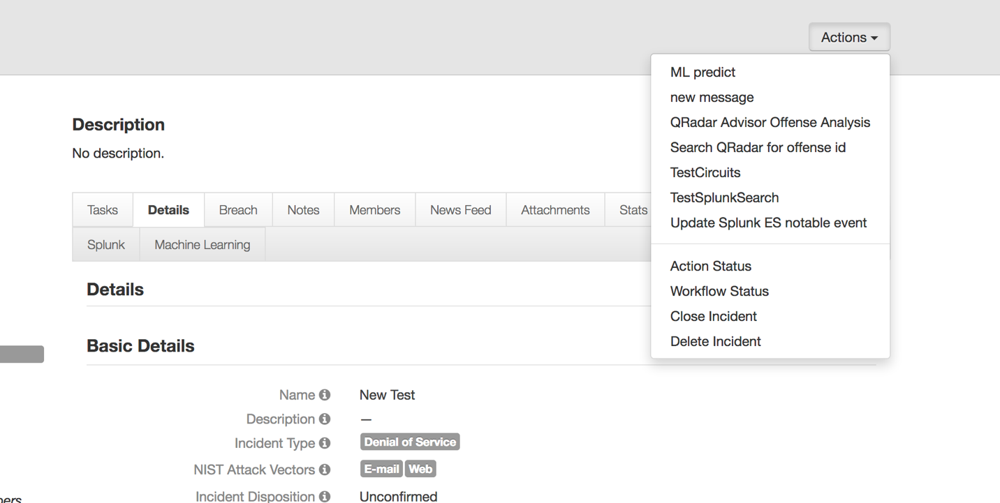 Actions
ML predict
new message
QRadar Advisor Offense Analysis
Search QRadar for offense id
TestCircuits
TestSplunkSearch
Update Splunk ES notable event
Action Status
Workflow Status
Close Incident
Delete Incident
Description
No description.
Tasks Details Breach Notes Members News Feed Attachments Stats
Splunk Machine Learning
Details
Basic Details
Name New Test
Description —
Incident Type Denial of Service
NIST Attack Vectors E-mail Web
Incident Disposition Unconfirmed